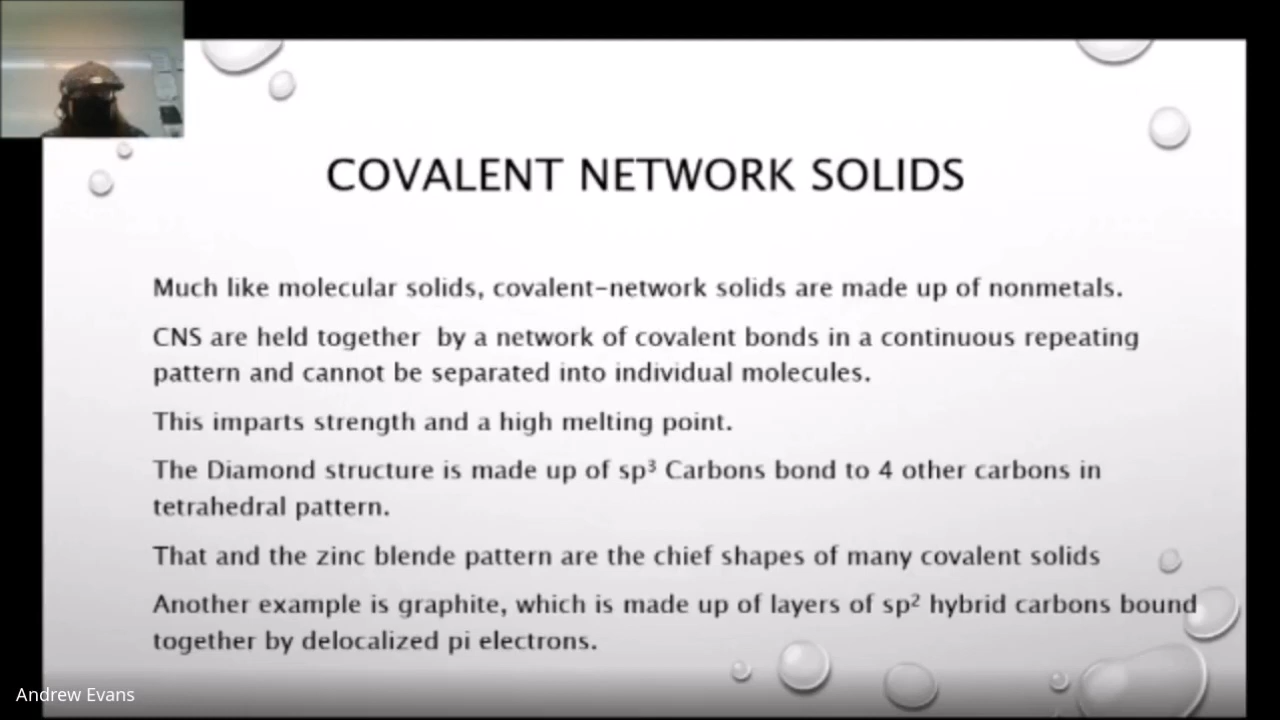 COVALENT NETWORK SOLIDS
Much like molecular solids, covalent-network solids are made up of nonmetals.
CNS are held together by a network of covalent bonds in a continuous repeating
pattern and cannot be separated into individual molecules.
This imparts strength and a high melting point.
The Diamond structure is made up of sp³ Carbons bond to 4 other carbons in
tetrahedral pattern.
That and the zinc blende pattern are the chief shapes of many covalent solids
Another example is graphite, which is made up of layers of sp² hybrid carbons bound
together by delocalized pi electrons.
Andrew Evans